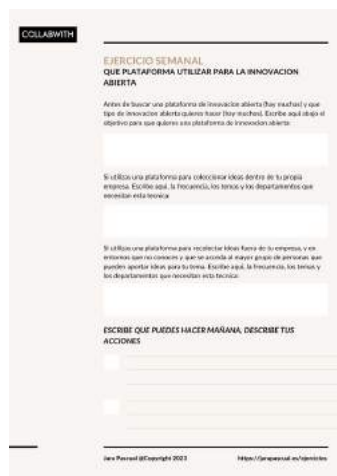 COLLABWITH
EJERCICIO SEMANAL
QUE PLATAFORMA UTILIZAR PARA LA INNOVACION
ABIERTA
Antes de buscar una plataforma de innovacion abierta (hay muchas) y que
tipo de innovacion abierta quieres hacer (hay muchos). Escribe aquí abajo el
objetivo para que quieres una plataforma de innovacion abierta:
Si utilizas una plataforma para coleccionar ideas dentro de tu propia
empresa. Escribe aquí, la frecuencia, los temas y los departamentos que
necesitan esta tecnica:
Si utilizas una plataforma para recolectar ideas fuera de tu empresa, y en
entornos que no conoces y que se acceda al mayor grupo de personas que
pueden aportar ideas para tu tema. Escribe aquí, la frecuencia, los temas y
los departamentos que necesitan esta tecnica:
ESCRIBE QUE PUEDES HACER MAÑANA, DESCRIBE TUS
ACCIONES
Jara Pascual @Copyright 2023
https://jarapascual.es/ejercicios